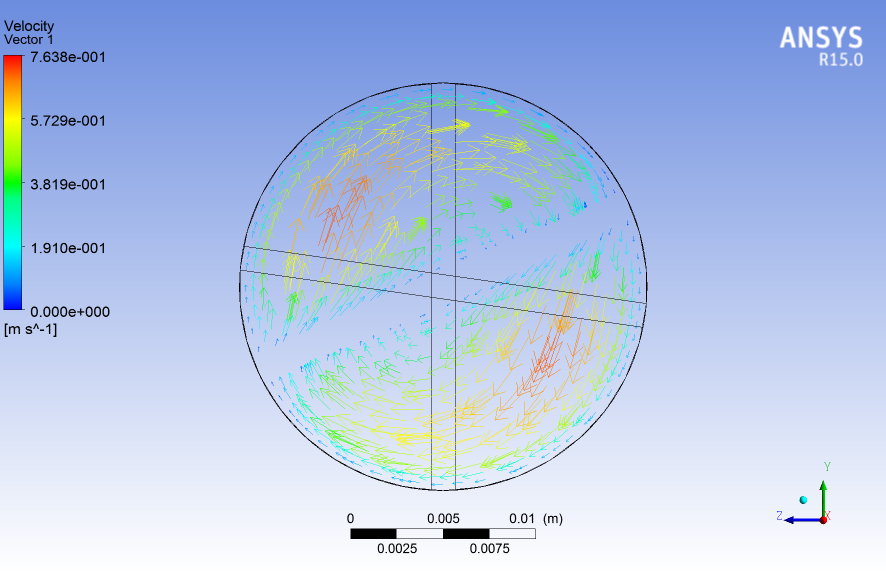 Velocity
Vector 1
7.638e-001
5.729e-001
3.819e-001
1.910e-001
0.000e+000
[m s^-1]
ANSYS
R15.0
0 0.005 0.01 (m)
0.0025 0.0075
Y
Z X